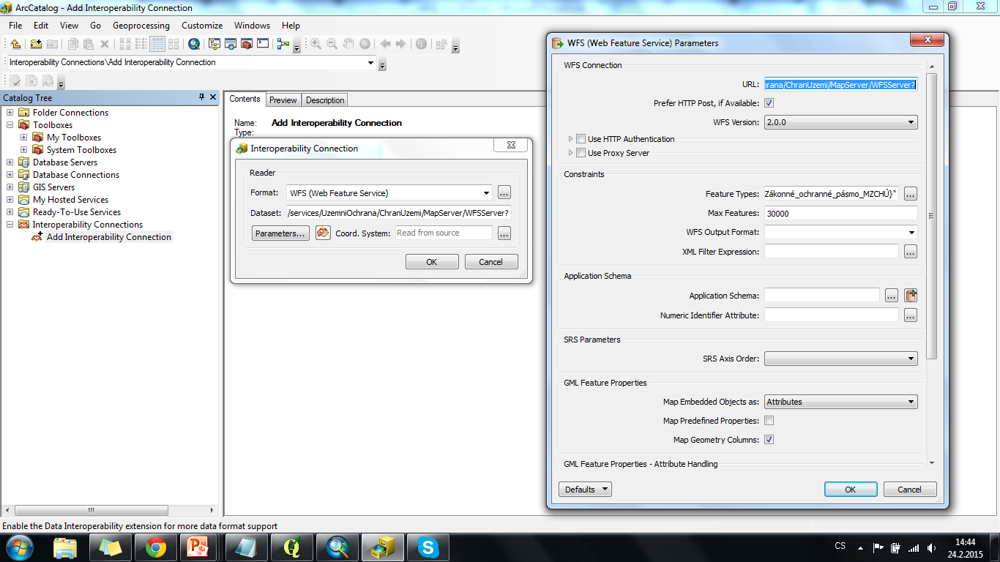 ArcCatalog - Add Interoperability Connection
File Edit View Go Geoprocessing Customize Windows Help
Interoperability Connections\Add Interoperability Connection
Catalog Tree
Folder Connections
Toolboxes
My Toolboxes
System Toolboxes
Database Servers
Database Connections
GIS Servers
My Hosted Services
Ready-To-Use Services
Interoperability Connections
Add Interoperability Connection
Contents Preview Description
Name: Add Interoperability Connection
Type:
Interoperability Connection
Reader
Format: WFS (Web Feature Service)
Dataset: /services/UzemniOchrana/ChranUzemi/MapServer/WFSServer?
Parameters... Coord. System: Read from source
OK Cancel
WFS (Web Feature Service) Parameters
WFS Connection
URL: hrana/ChranUzemi/MapServer/WFSServer?
Prefer HTTP Post, if Available:
WFS Version: 2.0.0
Use HTTP Authentication
Use Proxy Server
Constraints
Feature Types: Zákonné_ochranné_pásmo_MZCHÚ}"
Max Features: 30000
WFS Output Format:
XML Filter Expression:
Application Schema
Application Schema:
Numeric Identifier Attribute:
SRS Parameters
SRS Axis Order:
GML Feature Properties
Map Embedded Objects as: Attributes
Map Predefined Properties:
Map Geometry Columns:
GML Feature Properties - Attribute Handling
Defaults OK Cancel
Enable the Data Interoperability extension for more data format support
CS 14:44
24.2.2015